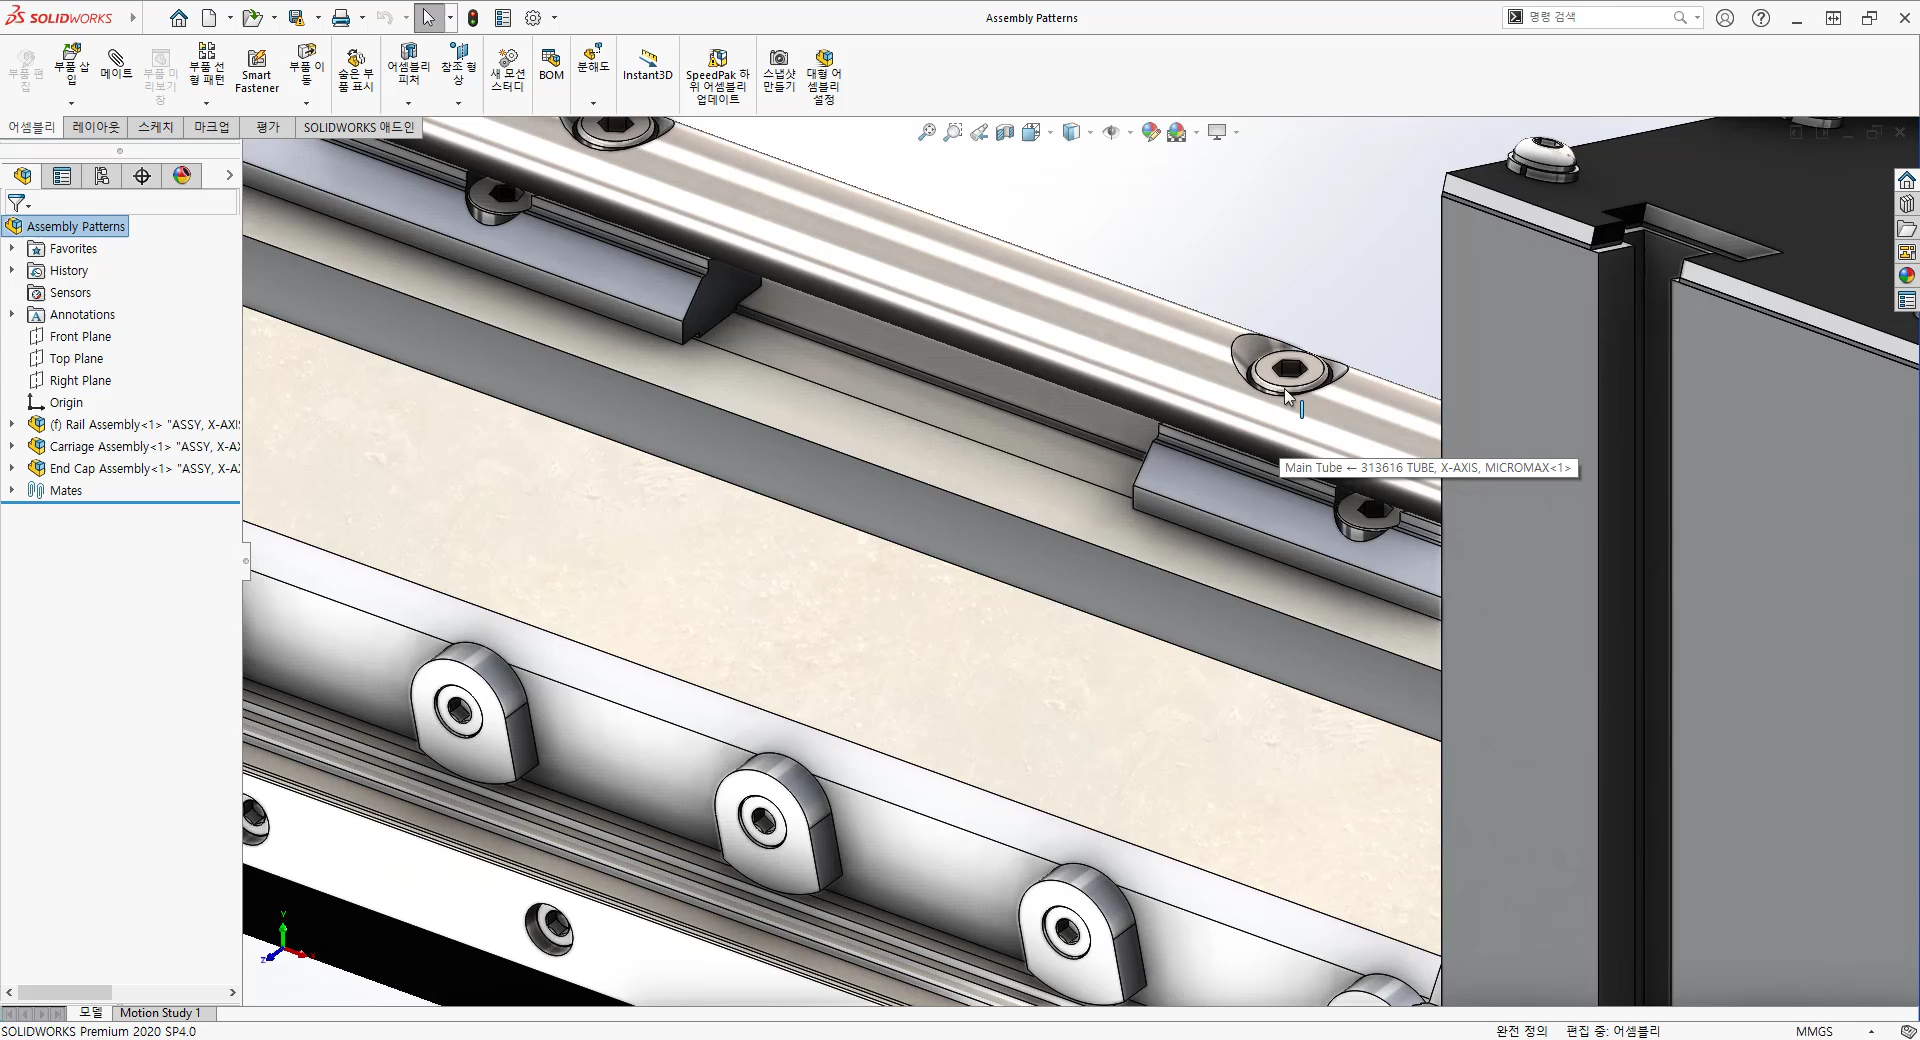 SOLIDWORKS
Assembly Patterns
명령 검색
부품 편집
부품 삽입
메이트
부품 미리보기 창
부품 선형 패턴
Smart Fastener
부품 이동
숨은 부품 표시
어셈블리 피처
참조 형상
새 모션 스터디
BOM
분해도
Instant3D
SpeedPak 하위 어셈블리 업데이트
스냅샷 만들기
대형 어셈블리 설정
어셈블리
레이아웃
스케치
마크업
평가
SOLIDWORKS 애드인
Assembly Patterns
Favorites
History
Sensors
Annotations
Front Plane
Top Plane
Right Plane
Origin
(f) Rail Assembly<1> "ASSY, X-AXI
Carriage Assembly<1> "ASSY, X-A
End Cap Assembly<1> "ASSY, X-A
Mates
Main Tube ← 313616 TUBE, X-AXIS, MICROMAX<1>
Y
Z
X
모델
Motion Study 1
SOLIDWORKS Premium 2020 SP4.0
완전 정의
편집 중: 어셈블리
MMGS